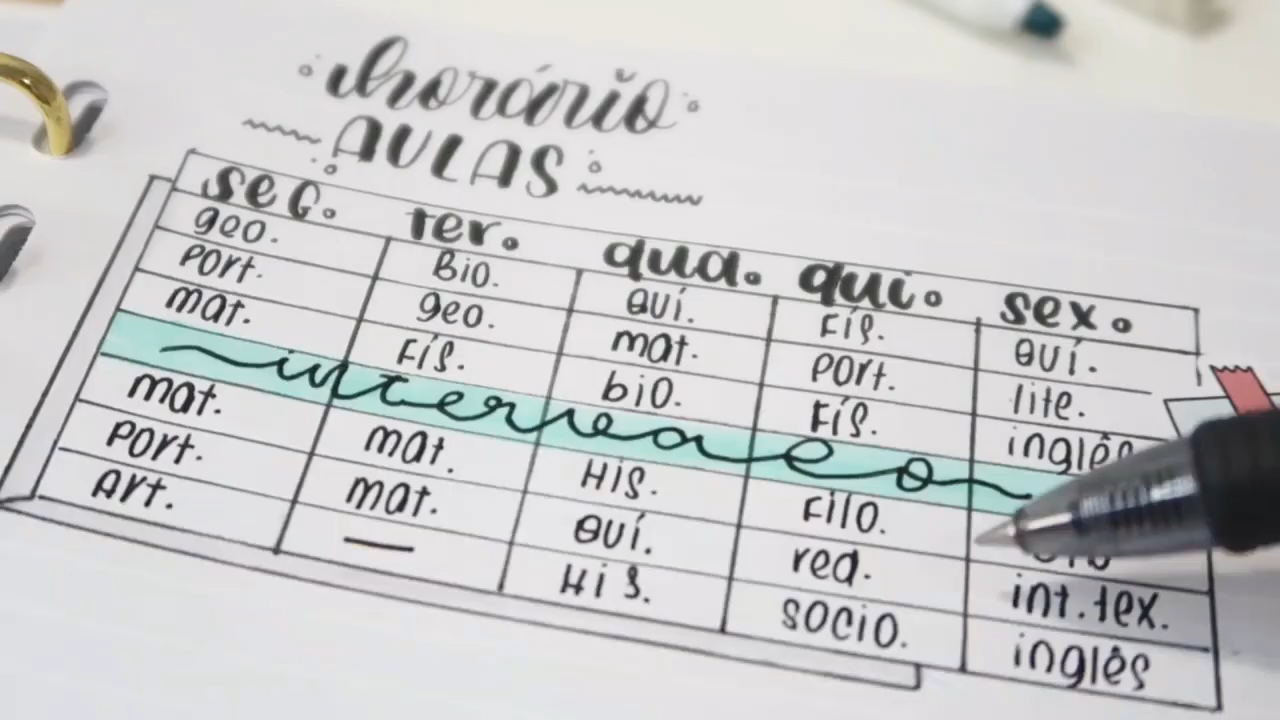 horário
AULAS
seG. ter. qua. qui. sex.
geo. Bio. QUÍ. FÍS. QUÍ.
PORT. geo. mat. PORT. lite.
mat. FÍS. bio. FÍS. inglês
intervalo
mat. mat. HIS. FILO.
PORT. mat. QUÍ. red. int.tex.
ART. — HIS. SOCIO. inglês